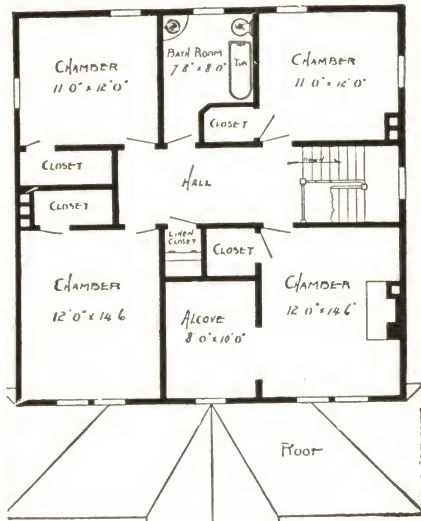 BATH ROOM
7'8" x 8'0"
W.C.
TUB
CHAMBER
11'0" x 12'0"
CHAMBER
11'0" x 12'0"
CLOSET
CLOSET
HALL
DOWN
CLOSET
LINEN
CLOSET
CLOSET
CHAMBER
12'0" x 14'6
CHAMBER
12'0" x 14'6"
ALCOVE
8'0" x 10'0"
ROOF